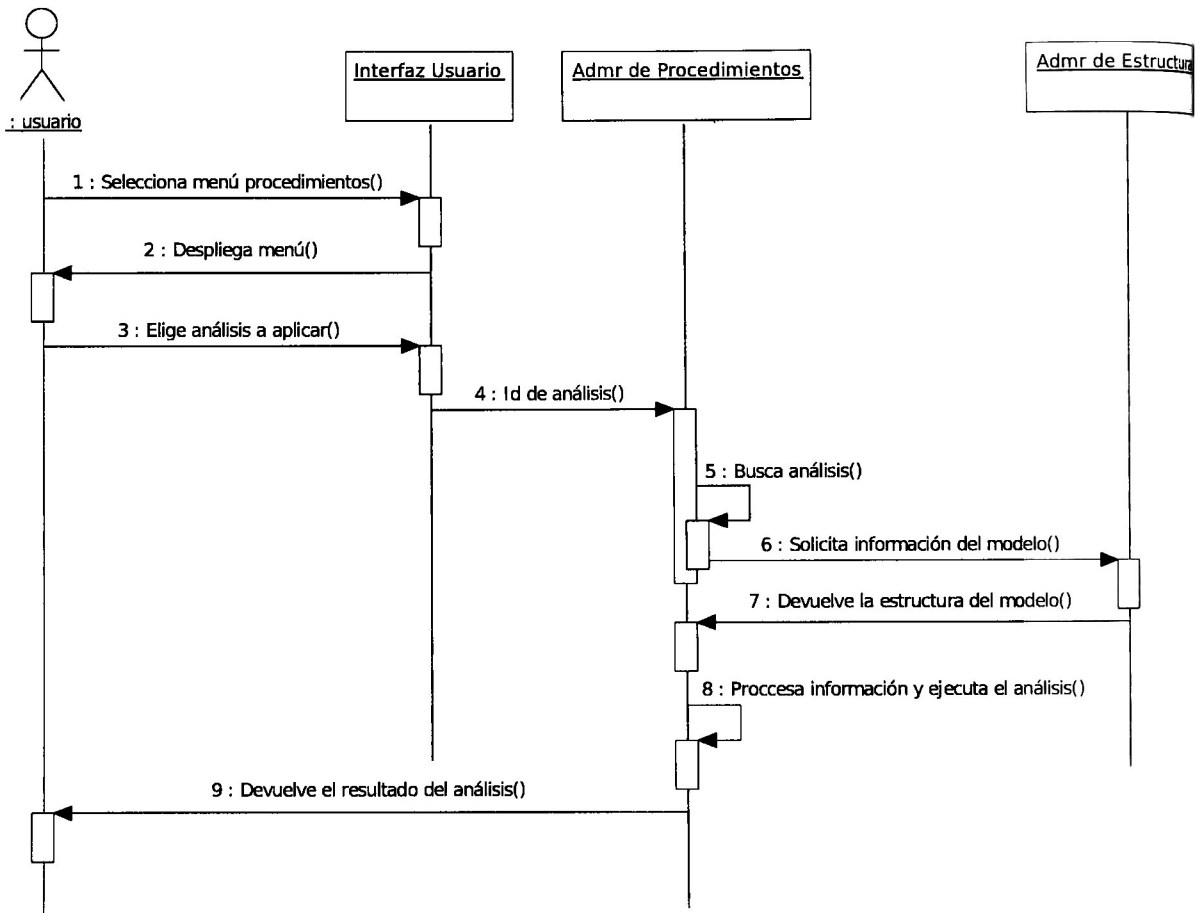 Interfaz Usuario
Admr de Procedimientos
Admr de Estructura
: usuario
1 : Selecciona menú procedimientos()
2 : Despliega menú()
3 : Elige análisis a aplicar()
4 : Id de análisis()
5 : Busca análisis()
6 : Solicita información del modelo()
7 : Devuelve la estructura del modelo()
8 : Proccesa información y ejecuta el análisis()
9 : Devuelve el resultado del análisis()